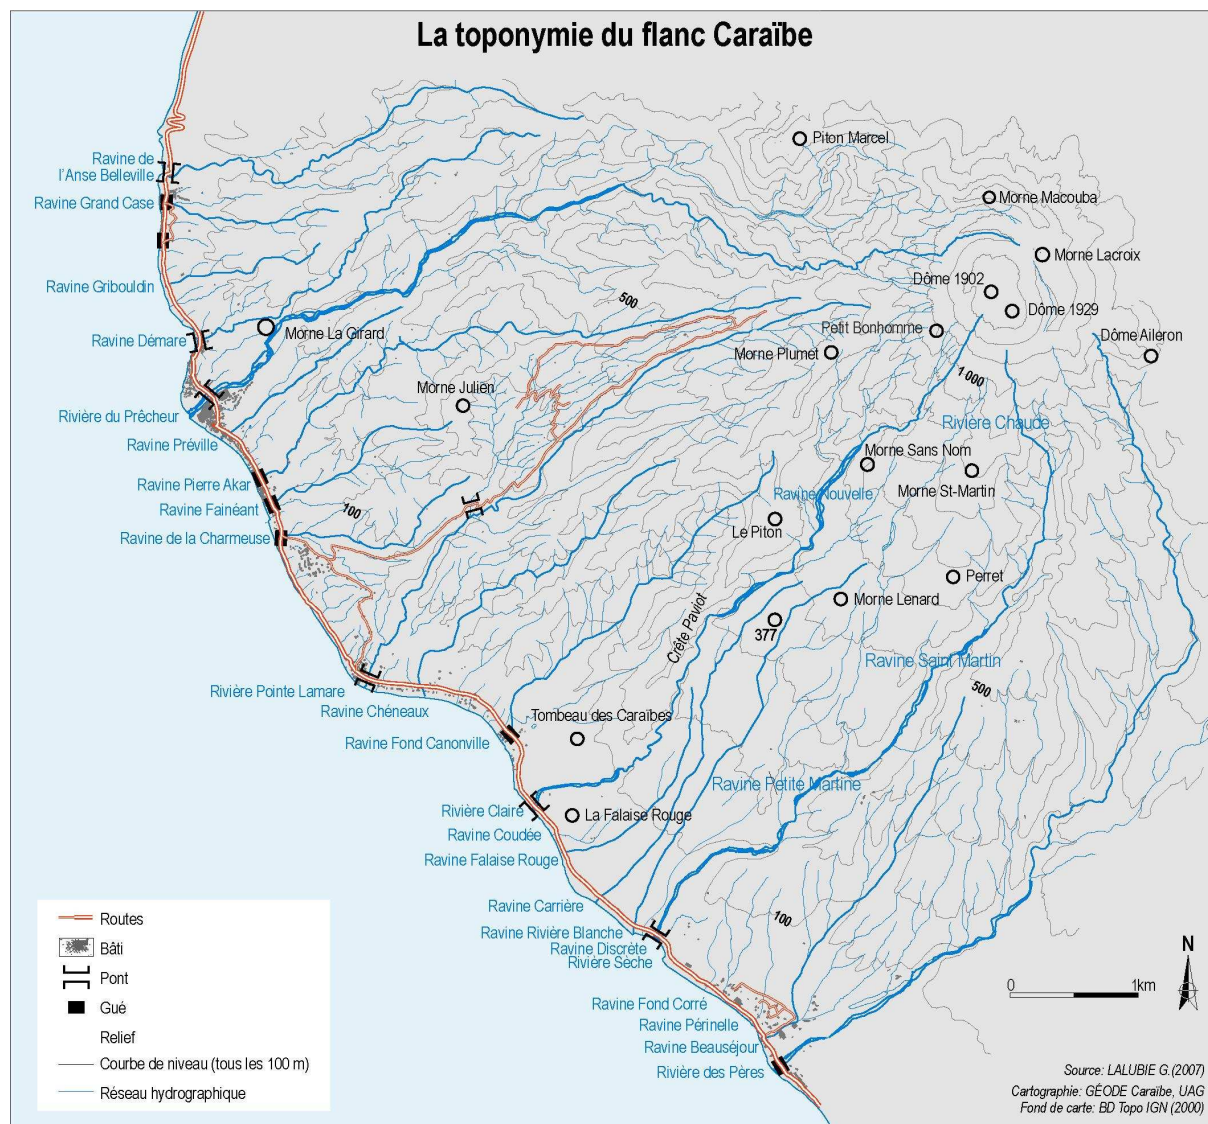 La toponymie du flanc Caraïbe
Piton Marcel
Ravine de
l'Anse Belleville
Morne Macouba
Ravine Grand Case
Morne Lacroix
Dôme 1902
Ravine Gribouldin
500
Dôme 1929
Morne La Girard
Petit Bonhomme
Dôme Aileron
Ravine Démare
Morne Plumet
1 000
Morne Julien
Rivière du Prêcheur
Rivière Chaude
Ravine Préville
Morne Sans Nom
Ravine Pierre Akar
Ravine Nouvelle
Morne St-Martin
Ravine Fainéant
100
Le Piton
Ravine de la Charmeuse
Perret
Morne Lenard
Crête Paviot
377
Ravine Saint Martin
Rivière Pointe Lamare
500
Ravine Chéneaux
Tombeau des Caraïbes
Ravine Fond Canonville
Ravine Petite Martine
Rivière Claire
La Falaise Rouge
Ravine Coudée
Ravine Falaise Rouge
Ravine Carrière
100
Ravine Rivière Blanche
Ravine Discrète
Rivière Sèche
N
0 1km
Ravine Fond Corré
Ravine Périnelle
Ravine Beauséjour
Rivière des Pères
Routes
Bâti
Pont
Gué
Relief
Courbe de niveau (tous les 100 m)
Réseau hydrographique
Source: LALUBIE G.(2007)
Cartographie: GÉODE Caraïbe, UAG
Fond de carte: BD Topo IGN (2000)